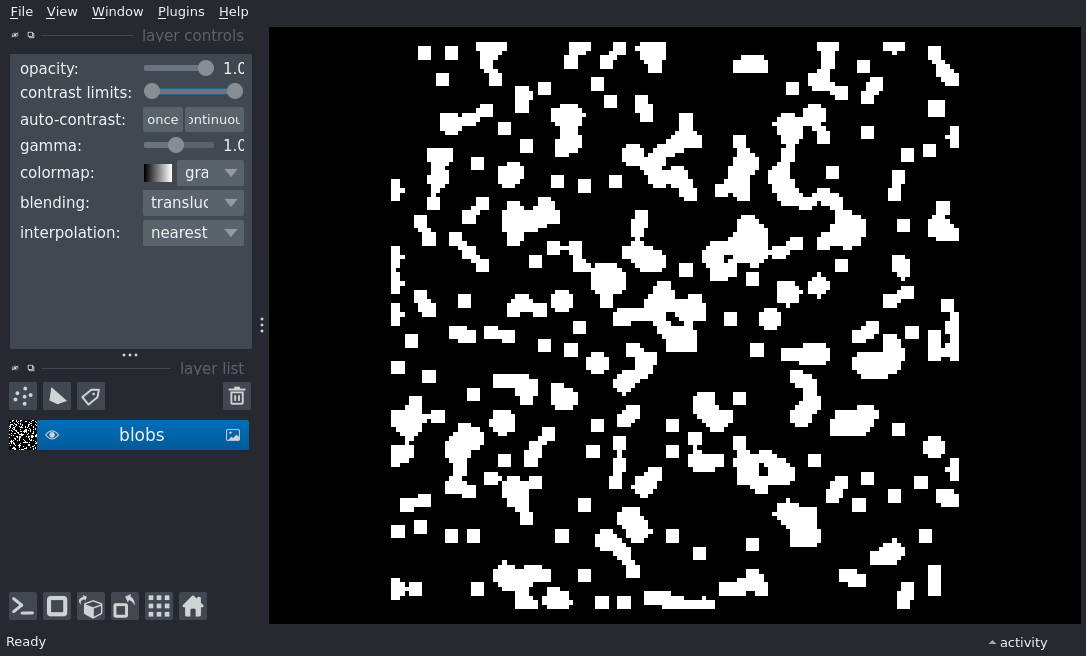 File View Window Plugins Help
layer controls
opacity: 1.0
contrast limits:
auto-contrast: once ontinuou
gamma: 1.0
colormap: gra
blending: transluc
interpolation: nearest
layer list
blobs
Ready
activity